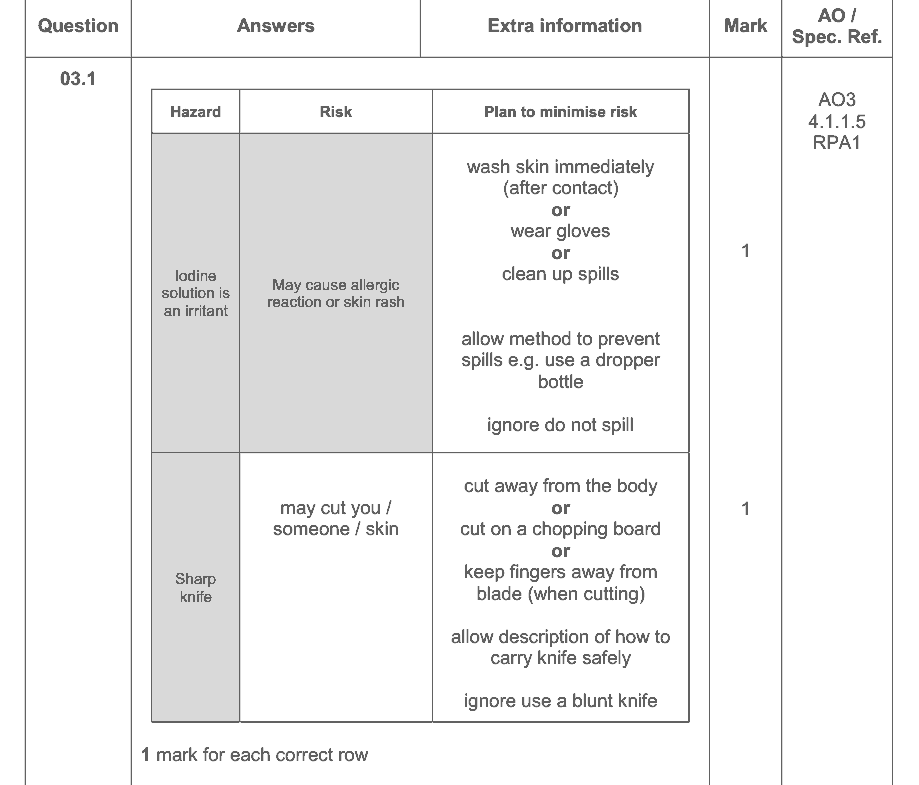 Question
Answers
Extra information
Mark
AO /
Spec. Ref.
03.1
Hazard
Risk
Plan to minimise risk
Iodine
solution is
an irritant
May cause allergic
reaction or skin rash
wash skin immediately
(after contact)
or
wear gloves
or
clean up spills
allow method to prevent
spills e.g. use a dropper
bottle
ignore do not spill
1
AO3
4.1.1.5
RPA1
Sharp
knife
may cut you /
someone / skin
cut away from the body
or
cut on a chopping board
or
keep fingers away from
blade (when cutting)
allow description of how to
carry knife safely
ignore use a blunt knife
1
1 mark for each correct row